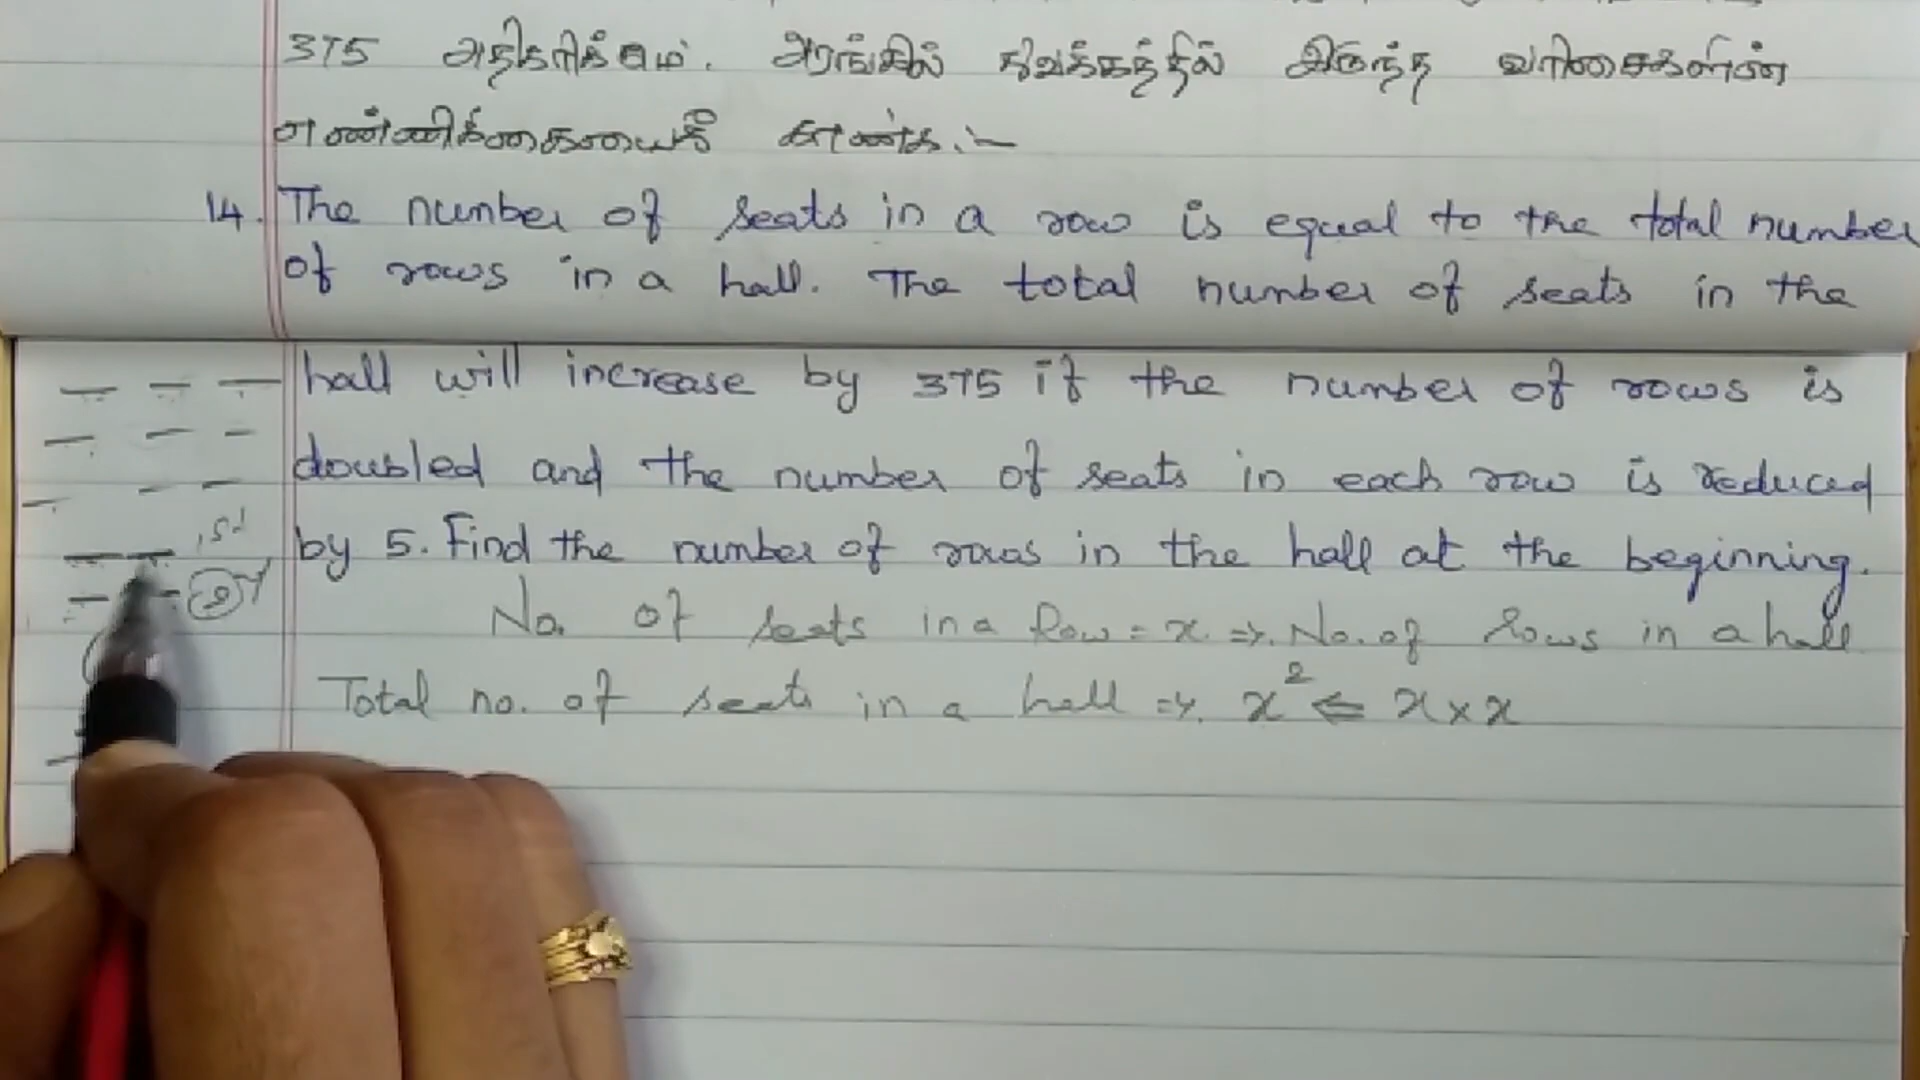 375 அதிகரிக்கும். அரங்கில் துவக்கத்தில் இருந்த வரிசைகளின்
எண்ணிக்கையைக் காண்க :-
14. The number of seats in a row is equal to the total number
of rows in a hall. The total number of seats in the
hall will increase by 375 if the number of rows is
doubled and the number of seats in each row is reduced
by 5. Find the number of rows in the hall at the beginning.
No. of seats in a Row = x ⇒ No. of Rows in a hall
Total no. of seats in a hall ⇒ x² ⇐ x × x